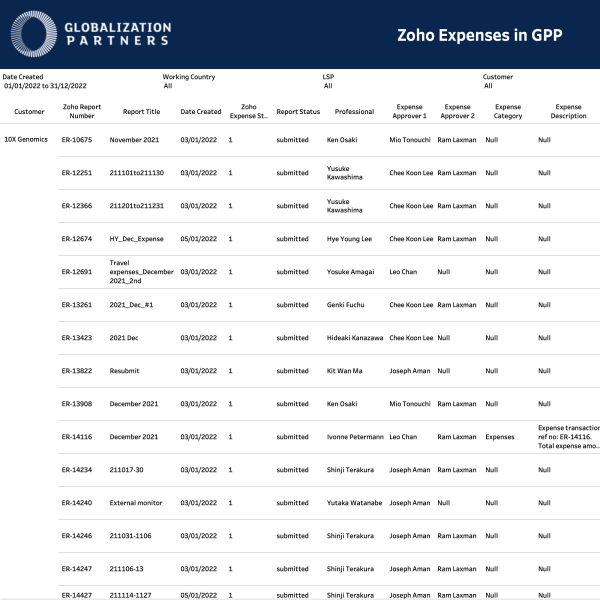 GLOBALIZATION
PARTNERS
Zoho Expenses in GPP
Date Created Working Country LSP Customer
01/01/2022 to 31/12/2022 All All All
Customer Zoho Report Number Report Title Date Created Zoho Expense St.. Report Status Professional Expense Approver 1 Expense Approver 2 Expense Category Expense Description
10X Genomics ER-10675 November 2021 03/01/2022 1 submitted Ken Osaki Mio Tonouchi Ram Laxman Null Null
ER-12251 211101to211130 03/01/2022 1 submitted Yusuke Kawashima Chee Koon Lee Ram Laxman Null Null
ER-12366 211201to211231 03/01/2022 1 submitted Yusuke Kawashima Chee Koon Lee Ram Laxman Null Null
ER-12674 HY_Dec_Expense 05/01/2022 1 submitted Hye Young Lee Chee Koon Lee Ram Laxman Null Null
ER-12691 Travel expenses_December 2021_2nd 03/01/2022 1 submitted Yosuke Amagai Leo Chan Null Null Null
ER-13261 2021_Dec_#1 03/01/2022 1 submitted Genki Fuchu Chee Koon Lee Ram Laxman Null Null
ER-13423 2021 Dec 03/01/2022 1 submitted Hideaki Kanazawa Chee Koon Lee Null Null Null
ER-13822 Resubmit 03/01/2022 1 submitted Kit Wan Ma Joseph Aman Null Null Null
ER-13908 December 2021 03/01/2022 1 submitted Ken Osaki Mio Tonouchi Ram Laxman Null Null
ER-14116 December 2021 03/01/2022 1 submitted Ivonne Petermann Leo Chan Ram Laxman Expenses Expense transaction ref no: ER-14116. Total expense amo..
ER-14234 211017-30 03/01/2022 1 submitted Shinji Terakura Joseph Aman Ram Laxman Null Null
ER-14240 External monitor 03/01/2022 1 submitted Yutaka Watanabe Joseph Aman Null Null Null
ER-14246 211031-1106 03/01/2022 1 submitted Shinji Terakura Joseph Aman Ram Laxman Null Null
ER-14247 211106-13 03/01/2022 1 submitted Shinji Terakura Joseph Aman Ram Laxman Null Null
ER-14427 211114-1127 05/01/2022 1 submitted Shinji Terakura Joseph Aman Ram Laxman Null Null